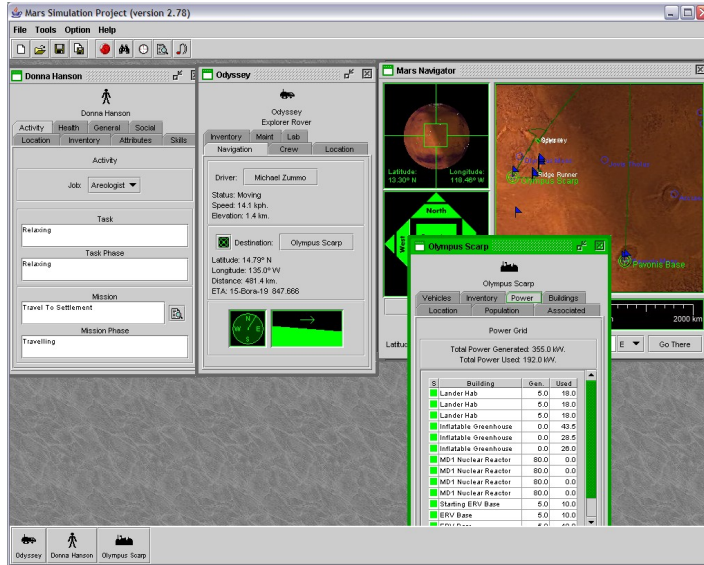 Mars Simulation Project (version 2.78)
File Tools Option Help
Donna Hanson
Donna Hanson
Activity Health General Social
Location Inventory Attributes Skills
Activity
Job: Areologist
Task
Relaxing
Task Phase
Relaxing
Mission
Travel To Settlement
Mission Phase
Travelling
Odyssey
Odyssey
Explorer Rover
Inventory Maint Lab
Navigation Crew Location
Driver: Michael Zummo
Status: Moving
Speed: 14.1 kph.
Elevation: 1.4 km.
Destination: Olympus Scarp
Latitude: 14.79° N
Longitude: 135.0° W
Distance: 481.4 km.
ETA: 15-Bora-19 847.666
N
W E
S
Mars Navigator
Latitude: Longitude:
13.30° N 118.46° W
North
West
Ridge Runner
Olympus Scarp
Pavonis Base
2000 km
E Go There
Olympus Scarp
Olympus Scarp
Vehicles Inventory Power Buildings
Location Population Associated
Power Grid
Total Power Generated: 355.0 kW.
Total Power Used: 192.0 kW.
S Building Gen. Used
Lander Hab 5.0 18.0
Lander Hab 5.0 18.0
Lander Hab 5.0 18.0
Inflatable Greenhouse 0.0 43.5
Inflatable Greenhouse 0.0 28.5
Inflatable Greenhouse 0.0 26.0
MD1 Nuclear Reactor 80.0 0.0
MD1 Nuclear Reactor 80.0 0.0
MD1 Nuclear Reactor 80.0 0.0
MD1 Nuclear Reactor 80.0 0.0
Starting ERV Base 5.0 10.0
ERV Base 5.0 10.0
Odyssey Donna Hanson Olympus Scarp